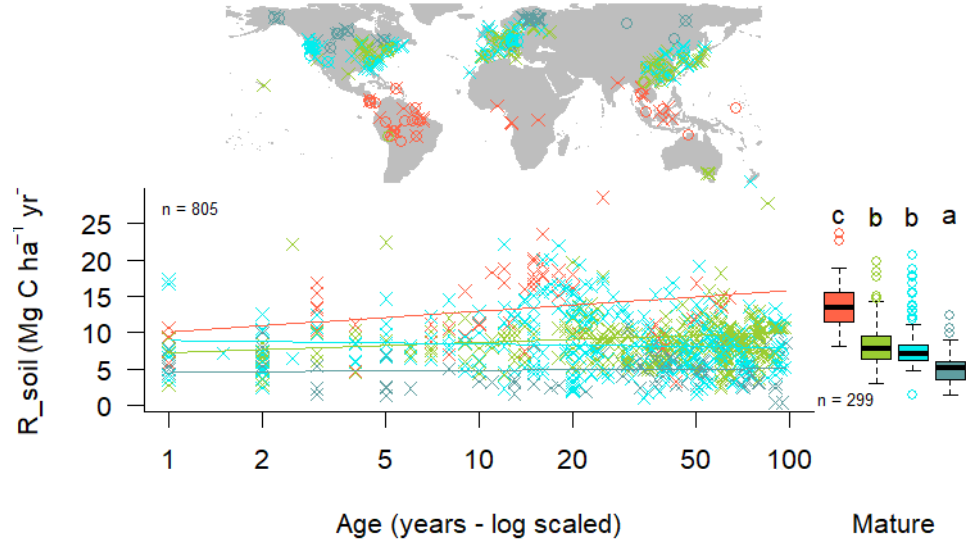 n = 805
R_soil (Mg C ha⁻¹ yr⁻
25
20
15
10
5
0
1 2 5 10 20 50 100
Age (years - log scaled)
c b b a
n = 299
Mature